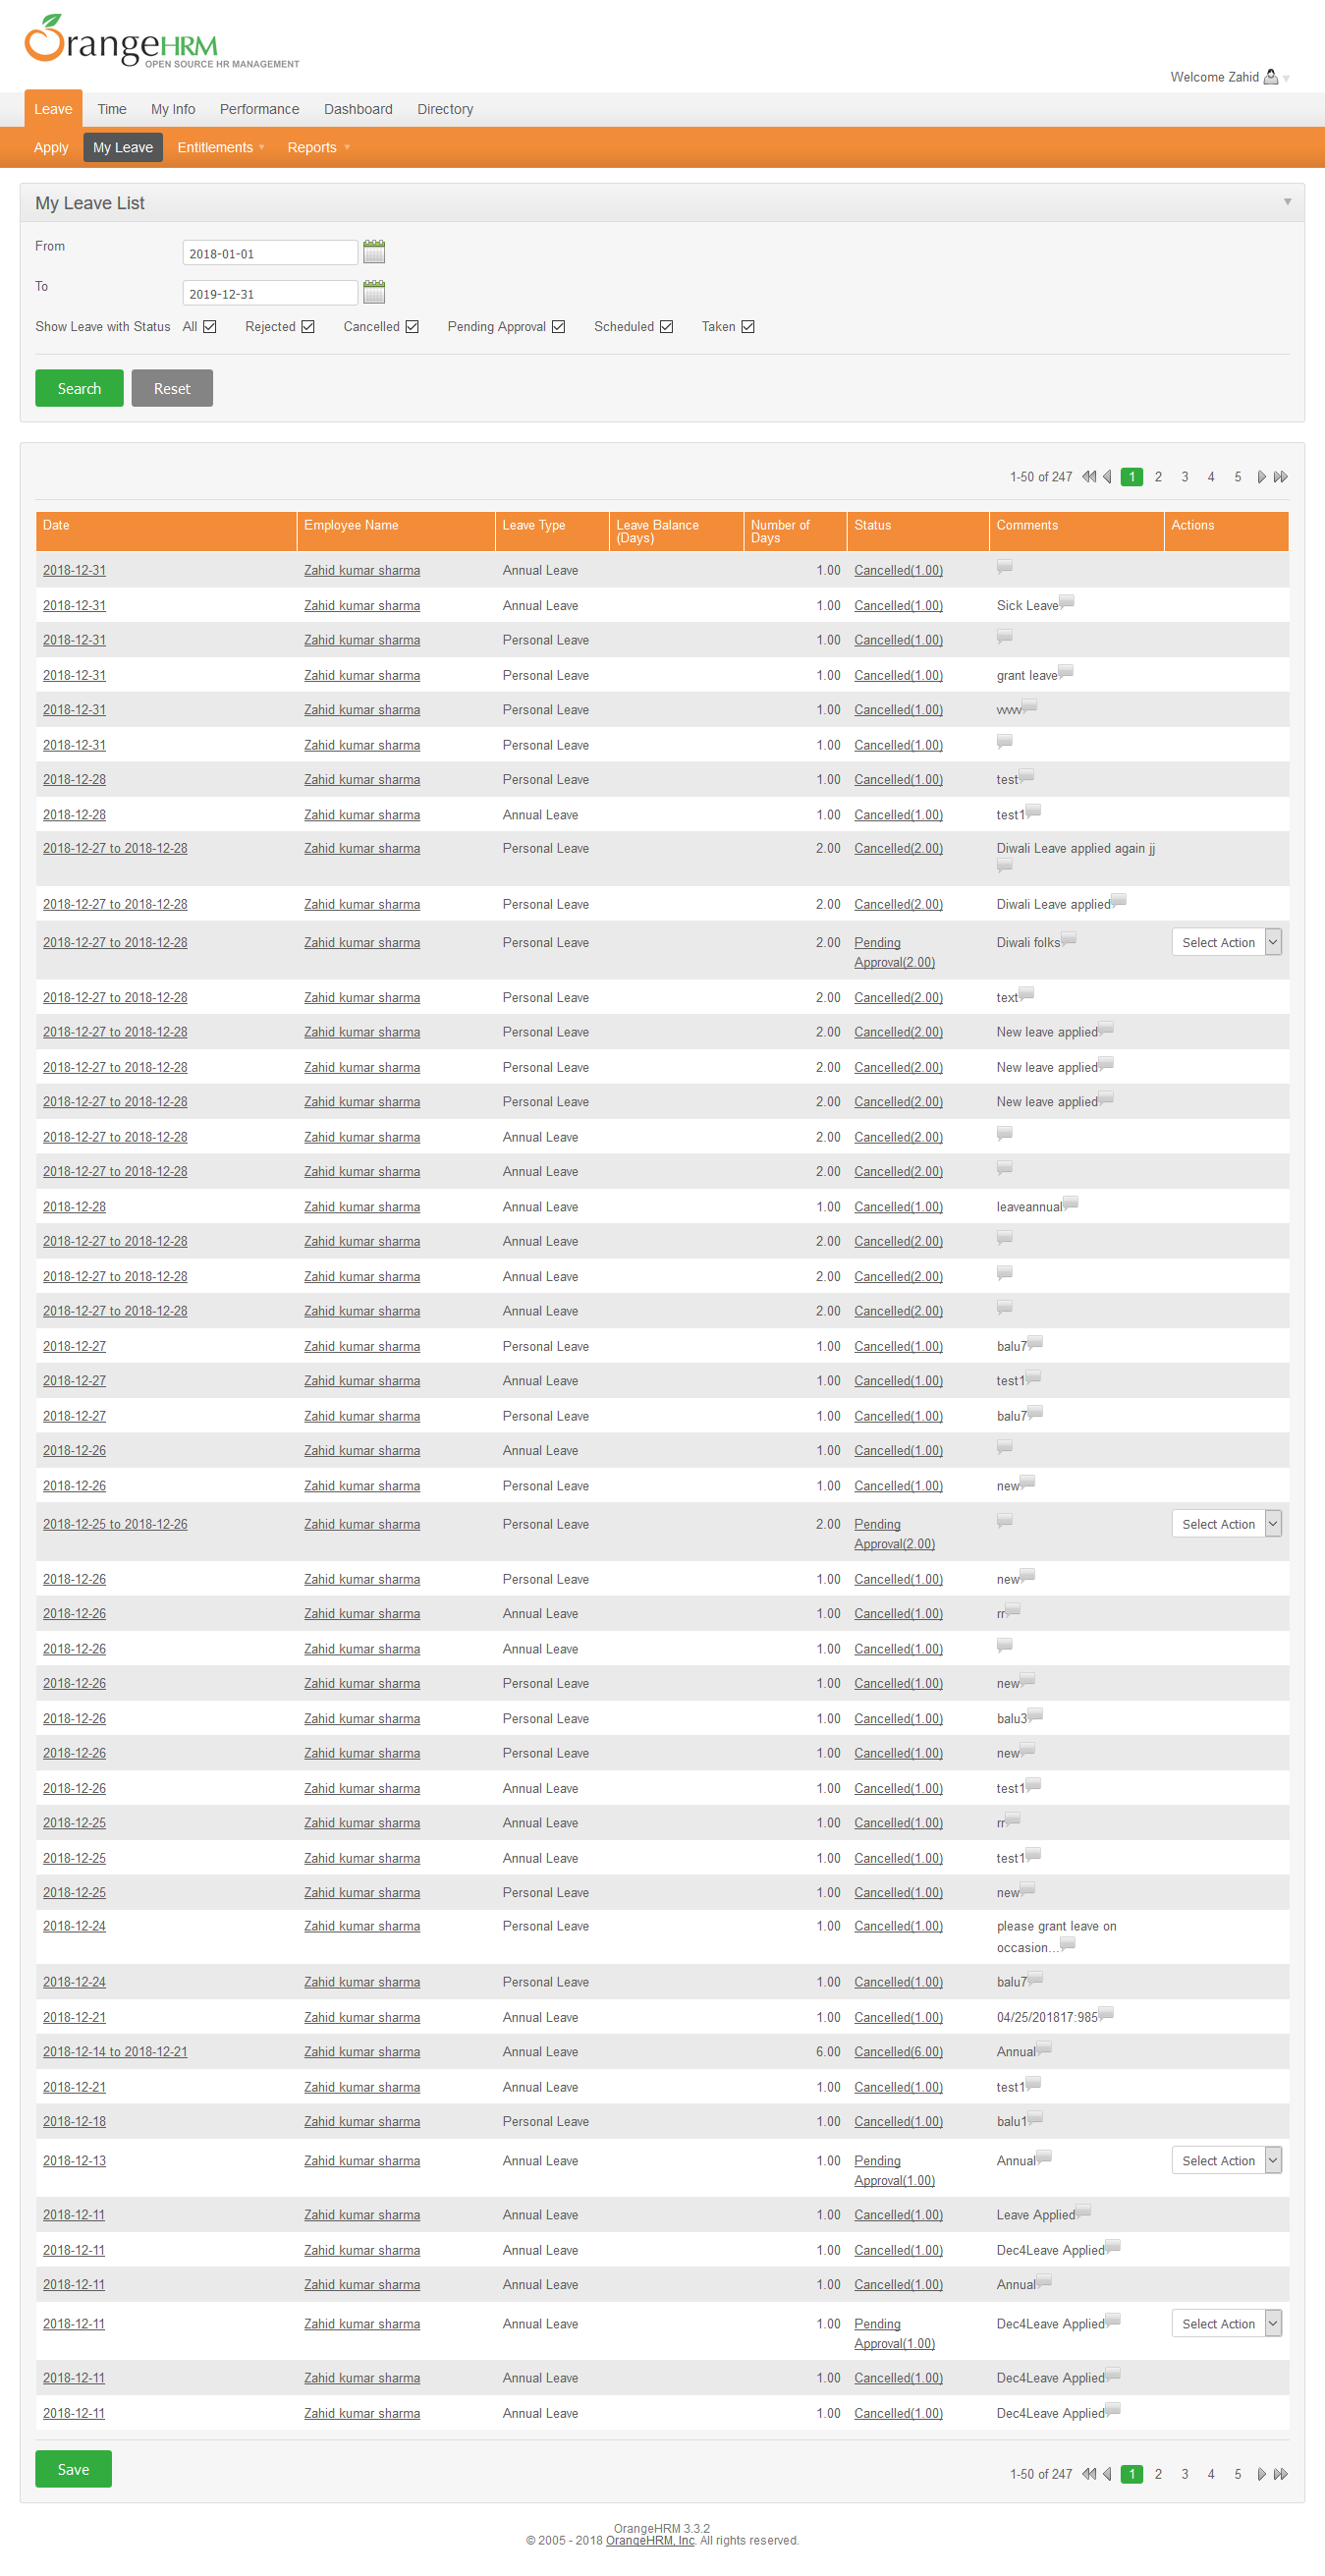 OrangeHRM
OPEN SOURCE HR MANAGEMENT
Welcome Zahid
Leave Time My Info Performance Dashboard Directory
Apply My Leave Entitlements Reports
My Leave List
From 2018-01-01
To 2019-12-31
Show Leave with Status All Rejected Cancelled Pending Approval Scheduled Taken
Search Reset
1-50 of 247 1 2 3 4 5
Date Employee Name Leave Type Leave Balance (Days) Number of Days Status Comments Actions
2018-12-31 Zahid kumar sharma Annual Leave 1.00 Cancelled(1.00)
2018-12-31 Zahid kumar sharma Annual Leave 1.00 Cancelled(1.00) Sick Leave
2018-12-31 Zahid kumar sharma Personal Leave 1.00 Cancelled(1.00)
2018-12-31 Zahid kumar sharma Personal Leave 1.00 Cancelled(1.00) grant leave
2018-12-31 Zahid kumar sharma Personal Leave 1.00 Cancelled(1.00)
2018-12-31 Zahid kumar sharma Personal Leave 1.00 Cancelled(1.00)
2018-12-28 Zahid kumar sharma Personal Leave 1.00 Cancelled(1.00) test
2018-12-28 Zahid kumar sharma Annual Leave 1.00 Cancelled(1.00) test1
2018-12-27 to 2018-12-28 Zahid kumar sharma Personal Leave 2.00 Cancelled(2.00) Diwali Leave applied again jj
2018-12-27 to 2018-12-28 Zahid kumar sharma Personal Leave 2.00 Cancelled(2.00) Diwali Leave applied
2018-12-27 to 2018-12-28 Zahid kumar sharma Personal Leave 2.00 Pending Approval(2.00) Diwali folks Select Action
2018-12-27 to 2018-12-28 Zahid kumar sharma Personal Leave 2.00 Cancelled(2.00) text
2018-12-27 to 2018-12-28 Zahid kumar sharma Personal Leave 2.00 Cancelled(2.00) New leave applied
2018-12-27 to 2018-12-28 Zahid kumar sharma Personal Leave 2.00 Cancelled(2.00) New leave applied
2018-12-27 to 2018-12-28 Zahid kumar sharma Personal Leave 2.00 Cancelled(2.00) New leave applied
2018-12-27 to 2018-12-28 Zahid kumar sharma Annual Leave 2.00 Cancelled(2.00)
2018-12-27 to 2018-12-28 Zahid kumar sharma Annual Leave 2.00 Cancelled(2.00)
2018-12-28 Zahid kumar sharma Annual Leave 1.00 Cancelled(1.00) leaveannual
2018-12-27 to 2018-12-28 Zahid kumar sharma Annual Leave 2.00 Cancelled(2.00)
2018-12-27 to 2018-12-28 Zahid kumar sharma Annual Leave 2.00 Cancelled(2.00)
2018-12-27 to 2018-12-28 Zahid kumar sharma Annual Leave 2.00 Cancelled(2.00)
2018-12-27 Zahid kumar sharma Personal Leave 1.00 Cancelled(1.00) balu7
2018-12-27 Zahid kumar sharma Annual Leave 1.00 Cancelled(1.00) test1
2018-12-27 Zahid kumar sharma Personal Leave 1.00 Cancelled(1.00) balu7
2018-12-26 Zahid kumar sharma Annual Leave 1.00 Cancelled(1.00)
2018-12-26 Zahid kumar sharma Personal Leave 1.00 Cancelled(1.00) new
2018-12-25 to 2018-12-26 Zahid kumar sharma Personal Leave 2.00 Pending Approval(2.00) Select Action
2018-12-26 Zahid kumar sharma Personal Leave 1.00 Cancelled(1.00) new
2018-12-26 Zahid kumar sharma Annual Leave 1.00 Cancelled(1.00) rr
2018-12-26 Zahid kumar sharma Annual Leave 1.00 Cancelled(1.00)
2018-12-26 Zahid kumar sharma Personal Leave 1.00 Cancelled(1.00) new
2018-12-26 Zahid kumar sharma Personal Leave 1.00 Cancelled(1.00) balu3
2018-12-26 Zahid kumar sharma Personal Leave 1.00 Cancelled(1.00) new
2018-12-26 Zahid kumar sharma Annual Leave 1.00 Cancelled(1.00) test1
2018-12-25 Zahid kumar sharma Annual Leave 1.00 Cancelled(1.00) rr
2018-12-25 Zahid kumar sharma Annual Leave 1.00 Cancelled(1.00) test1
2018-12-25 Zahid kumar sharma Personal Leave 1.00 Cancelled(1.00) new
2018-12-24 Zahid kumar sharma Personal Leave 1.00 Cancelled(1.00) please grant leave on occasion...
2018-12-24 Zahid kumar sharma Personal Leave 1.00 Cancelled(1.00) balu7
2018-12-21 Zahid kumar sharma Annual Leave 1.00 Cancelled(1.00) 04/25/201817:985
2018-12-14 to 2018-12-21 Zahid kumar sharma Annual Leave 6.00 Cancelled(6.00) Annual
2018-12-21 Zahid kumar sharma Annual Leave 1.00 Cancelled(1.00) test1
2018-12-18 Zahid kumar sharma Personal Leave 1.00 Cancelled(1.00) balu1
2018-12-13 Zahid kumar sharma Annual Leave 1.00 Pending Approval(1.00) Annual Select Action
2018-12-11 Zahid kumar sharma Annual Leave 1.00 Cancelled(1.00) Leave Applied
2018-12-11 Zahid kumar sharma Annual Leave 1.00 Cancelled(1.00) Dec4Leave Applied
2018-12-11 Zahid kumar sharma Annual Leave 1.00 Cancelled(1.00) Annual
2018-12-11 Zahid kumar sharma Annual Leave 1.00 Pending Approval(1.00) Dec4Leave Applied Select Action
2018-12-11 Zahid kumar sharma Annual Leave 1.00 Cancelled(1.00) Dec4Leave Applied
2018-12-11 Zahid kumar sharma Annual Leave 1.00 Cancelled(1.00) Dec4Leave Applied
Save 1-50 of 247 1 2 3 4 5
OrangeHRM 3.3.2
© 2005 - 2018 OrangeHRM, Inc. All rights reserved.